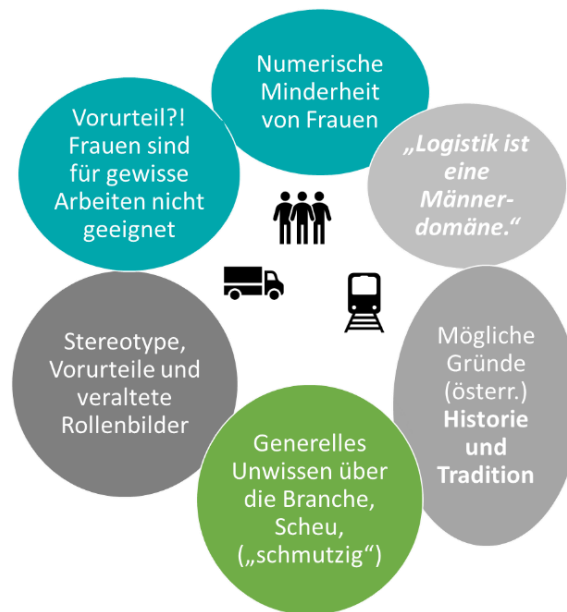 Numerische
Minderheit
von Frauen
„Logistik ist
eine
Männer-
domäne.“
Mögliche
Gründe
(österr.)
Historie
und
Tradition
Generelles
Unwissen über
die Branche,
Scheu,
(„schmutzig“)
Stereotype,
Vorurteile und
veraltete
Rollenbilder
Vorurteil?!
Frauen sind
für gewisse
Arbeiten nicht
geeignet